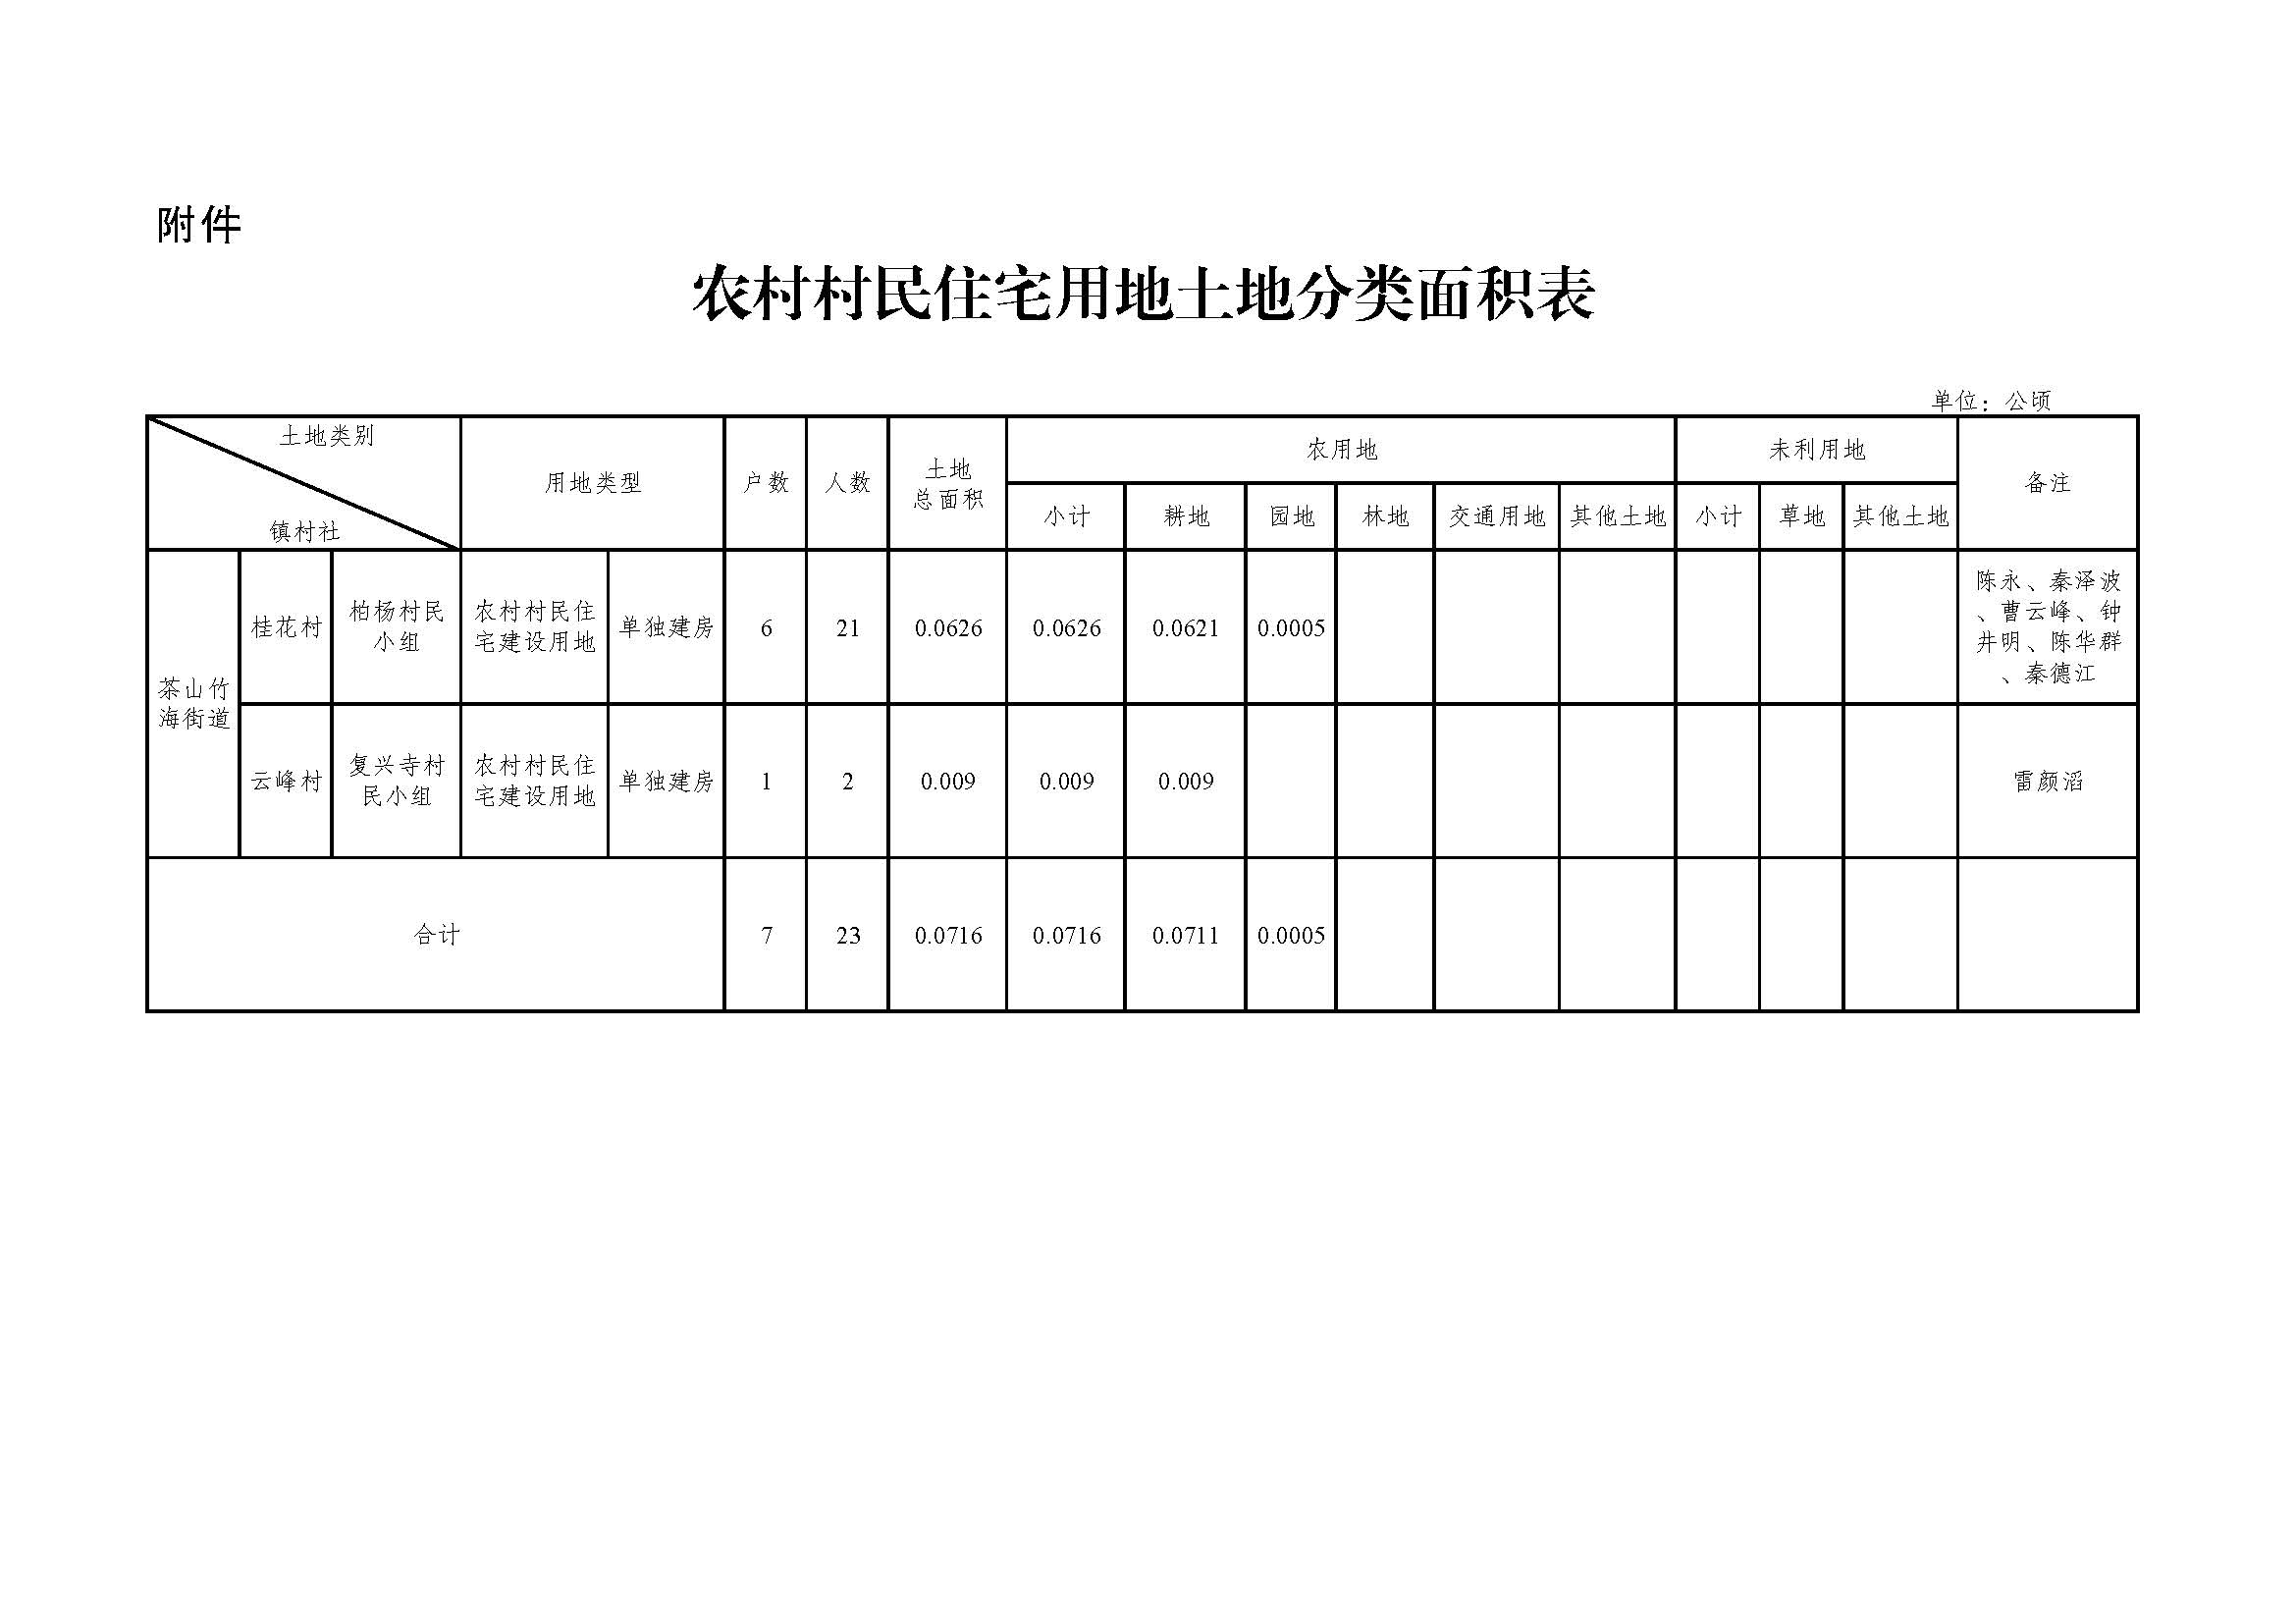 附件
农村村民住宅用地土地分类面积表
单位：公顷
土地类别
镇村社
用地类型
户数
人数
土地
总面积
农用地
未利用地
备注
小计
耕地
园地
林地
交通用地
其他土地
小计
草地
其他土地
茶山竹
海街道
桂花村
柏杨村民
小组
农村村民住
宅建设用地
单独建房
6
21
0.0626
0.0626
0.0621
0.0005
陈永、秦泽波
、曹云峰、钟
井明、陈华群
、秦德江
云峰村
复兴寺村
民小组
农村村民住
宅建设用地
单独建房
1
2
0.009
0.009
0.009
雷颜滔
合计
7
23
0.0716
0.0716
0.0711
0.0005